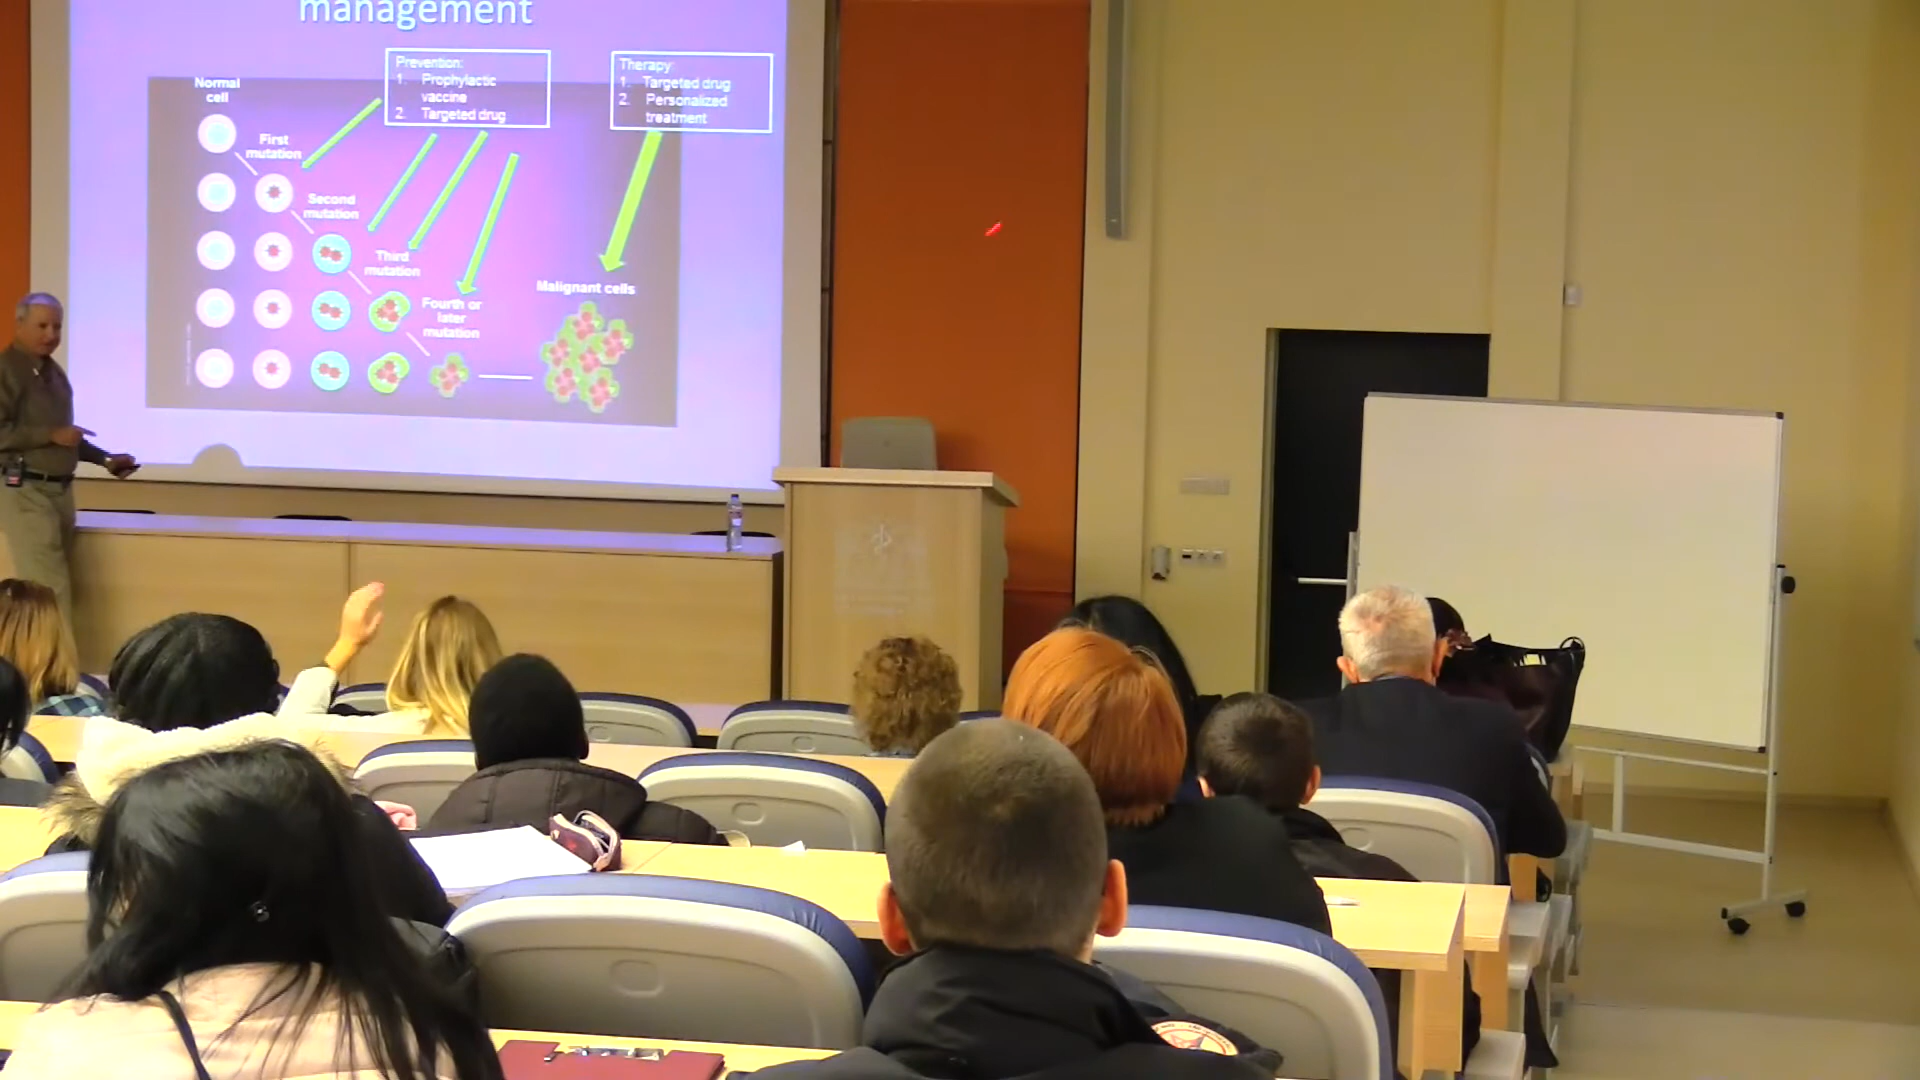 management
Prevention:
1. Prophylactic
vaccine
2. Targeted drug
Therapy:
1. Targeted drug
2. Personalized
treatment
Normal
cell
First
mutation
Second
mutation
Third
mutation
Fourth or
later
mutation
Malignant cells